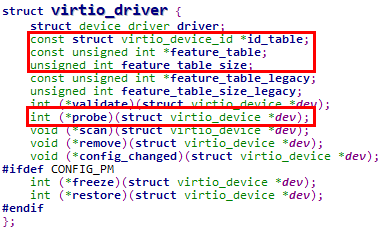 struct virtio_driver {
struct device_driver driver;
const struct virtio_device_id *id_table;
const unsigned int *feature_table;
unsigned int feature_table_size;
const unsigned int *feature_table_legacy;
unsigned int feature_table_size_legacy;
int (*validate)(struct virtio_device *dev);
int (*probe)(struct virtio_device *dev);
void (*scan)(struct virtio_device *dev);
void (*remove)(struct virtio_device *dev);
void (*config_changed)(struct virtio_device *dev);
#ifdef CONFIG_PM
int (*freeze)(struct virtio_device *dev);
int (*restore)(struct virtio_device *dev);
#endif
};